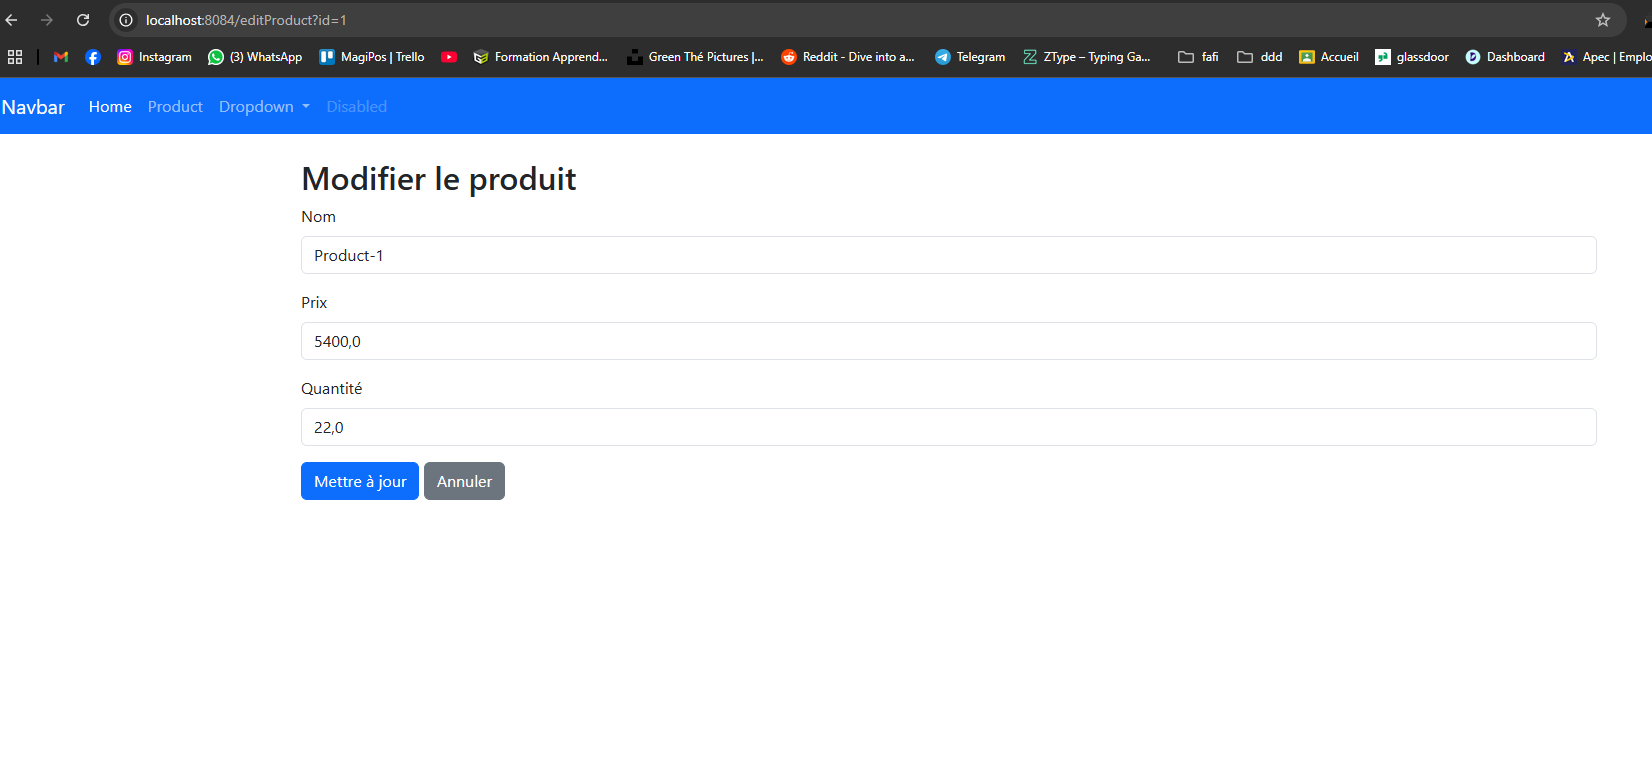 localhost:8084/editProduct?id=1
Instagram (3) WhatsApp MagiPos | Trello Formation Apprend... Green Thé Pictures |... Reddit - Dive into a... Telegram ZType – Typing Ga... fafi ddd Accueil glassdoor Dashboard Apec | Emplo
Navbar Home Product Dropdown Disabled
Modifier le produit
Nom
Product-1
Prix
5400,0
Quantité
22,0
Mettre à jour Annuler